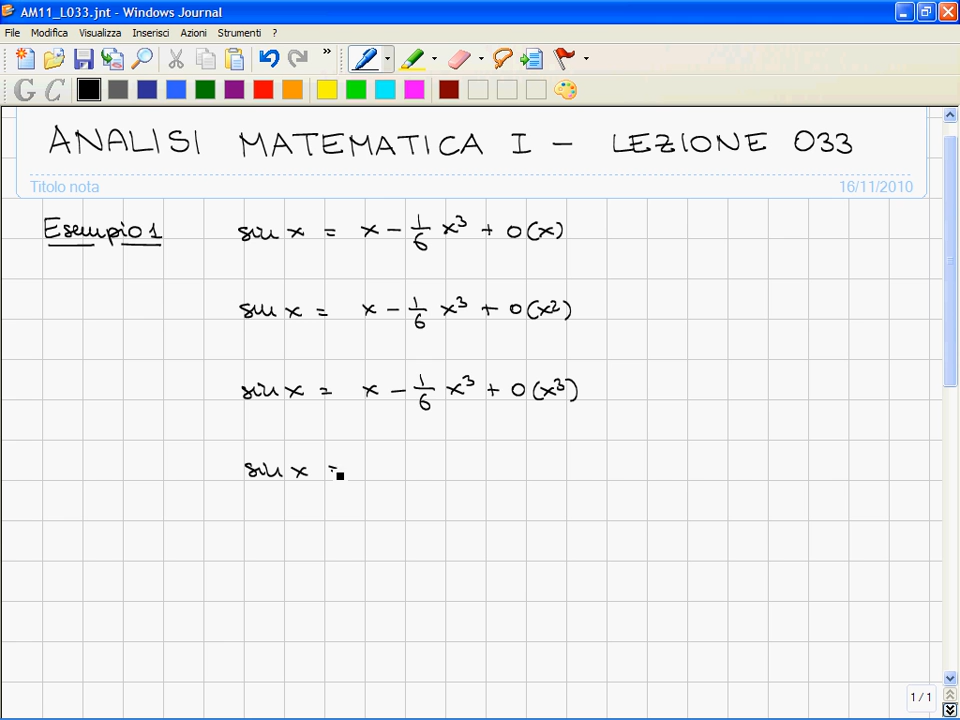 AM11_L033.jnt - Windows Journal
File Modifica Visualizza Inserisci Azioni Strumenti ?
G C
ANALISI MATEMATICA I - LEZIONE 033
Titolo nota 16/11/2010
Esempio 1 sin x = x - 1/6 x³ + o(x)
sin x = x - 1/6 x³ + o(x²)
sin x = x - 1/6 x³ + o(x³)
sin x =
1 / 1